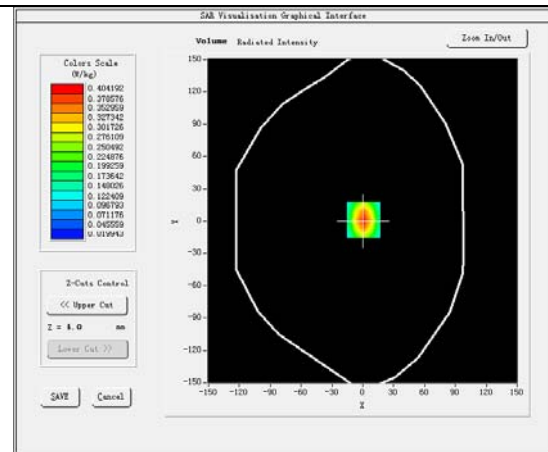 SAR Visualisation Graphical Interface
Volume Radiated Intensity
Zoom In/Out
Colors Scale
(W/kg)
0.404192
0.378576
0.352959
0.327342
0.301726
0.276109
0.250492
0.224876
0.199259
0.173642
0.148026
0.122409
0.096793
0.071176
0.045559
0.019943
150
120
90
60
30
Y
0
-30
-60
-90
-120
-150
-150 -120 -90 -60 -30 0 30 60 90 120 150
X
Z-Cuts Control
<< Upper Cut
Z = 4.0 mm
Lower Cut >>
SAVE Cancel